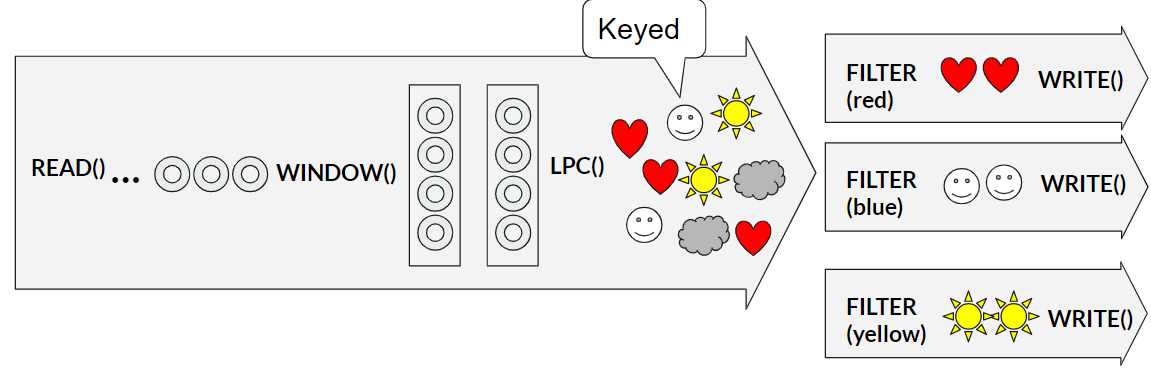 Keyed
READ() ...
WINDOW()
LPC()
FILTER
(red)
WRITE()
FILTER
(blue)
WRITE()
FILTER
(yellow)
WRITE()